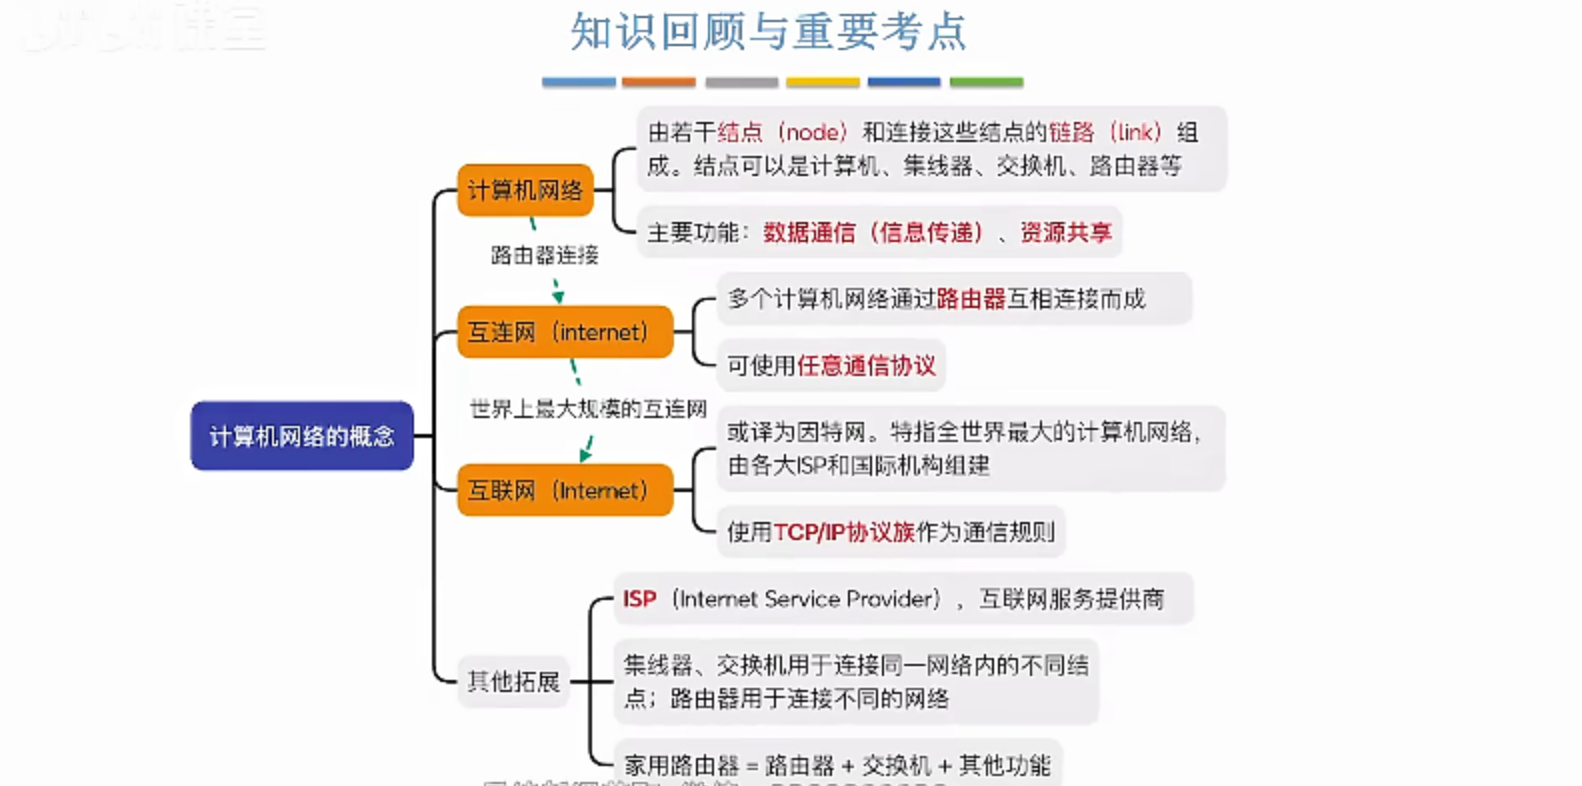 知识回顾与重要考点
由若干结点（node）和连接这些结点的链路（link）组
成。结点可以是计算机、集线器、交换机、路由器等
计算机网络
主要功能：数据通信（信息传递）、资源共享
路由器连接
多个计算机网络通过路由器互相连接而成
互连网（internet）
可使用任意通信协议
世界上最大规模的互连网
或译为因特网。特指全世界最大的计算机网络，
由各大ISP和国际机构组建
计算机网络的概念
互联网（Internet）
使用TCP/IP协议族作为通信规则
ISP（Internet Service Provider），互联网服务提供商
集线器、交换机用于连接同一网络内的不同结
点；路由器用于连接不同的网络
其他拓展
家用路由器 = 路由器 + 交换机 + 其他功能